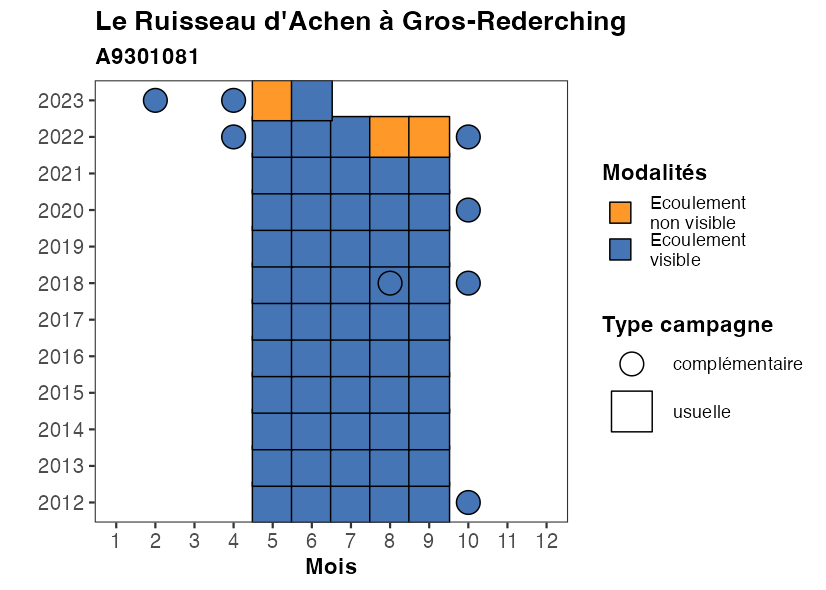 Le Ruisseau d'Achen à Gros-Rederching
A9301081
2023
2022
2021
2020
2019
2018
2017
2016
2015
2014
2013
2012
1 2 3 4 5 6 7 8 9 10 11 12
Mois
Modalités
Ecoulement
non visible
Ecoulement
visible
Type campagne
complémentaire
usuelle